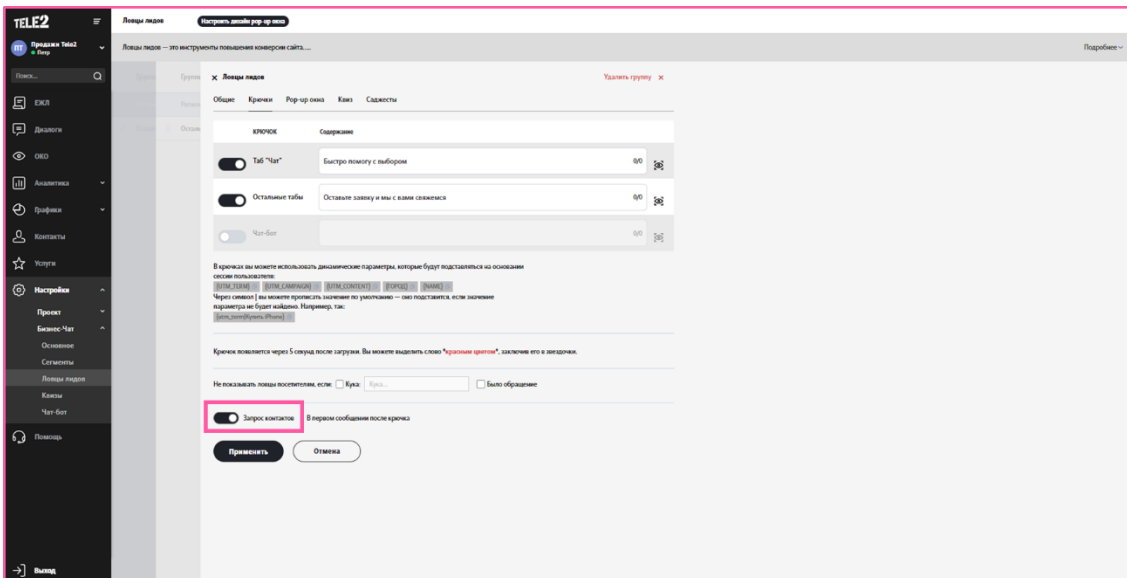 TELE2
Ловцы лидов
Настроить дизайн pop-up окна
ПТ
Продажи Tele2
Петр
Ловцы лидов — это инструменты повышения конверсии сайта....
Подробнее
Поиск...
ЕЖЛ
Диалоги
ОКО
Аналитика
Графики
Контакты
Услуги
Настройки
Проект
Бизнес-Чат
Основное
Сегменты
Ловцы лидов
Квизы
Чат-бот
Помощь
Выход
Ловцы лидов
Удалить группу
Общие Крючки Pop-up окна Квиз Саджесты
КРЮЧОК Содержание
Таб "Чат" Быстро помогу с выбором 0/0
Остальные табы Оставьте заявку и мы с вами свяжемся 0/0
Чат-бот 0/0
В крючках вы можете использовать динамические параметры, которые будут подставляться на основании
сессии пользователя:
{UTM_TERM} {UTM_CAMPAIGN} {UTM_CONTENT} {ГОРОД} {NAME}
Через символ | вы можете прописать значение по умолчанию — оно подставится, если значение
параметра не будет найдено. Например, так:
{utm_term|Купить iPhone}
Крючок появляется через 5 секунд после загрузки. Вы можете выделить слово *красным цветом*, заключив его в звездочки.
Не показывать ловцы посетителям, если: Кука: Кука... Было обращение
Запрос контактов В первом сообщении после крючка
Применить Отмена